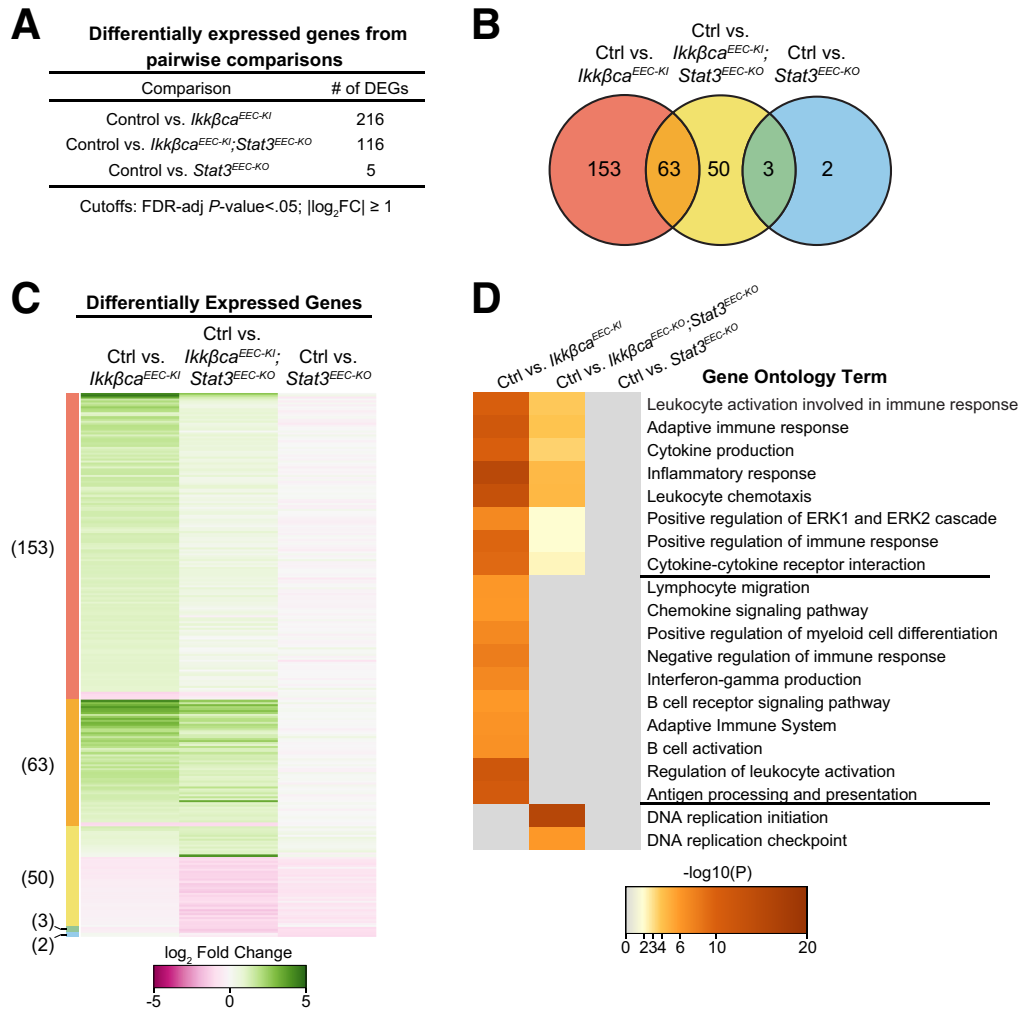 A
Differentially expressed genes from
pairwise comparisons
Comparison # of DEGs
Control vs. Ikkβca^EEC-KI 216
Control vs. Ikkβca^EEC-KI;Stat3^EEC-KO 116
Control vs. Stat3^EEC-KO 5
Cutoffs: FDR-adj P-value<.05; |log2FC| ≥ 1
B
Ctrl vs.
Ikkβca^EEC-KI
Ctrl vs.
Ikkβca^EEC-KI;
Stat3^EEC-KO
Ctrl vs.
Stat3^EEC-KO
153 63 50 3 2
C
Differentially Expressed Genes
Ctrl vs.
Ikkβca^EEC-KI
Ctrl vs.
Ikkβca^EEC-KI;
Stat3^EEC-KO
Ctrl vs.
Stat3^EEC-KO
(153)
(63)
(50)
(3)
(2)
log2 Fold Change
-5 0 5
D
Ctrl vs. Ikkβca^EEC-KI
Ctrl vs. Ikkβca^EEC-KO;Stat3^EEC-KO
Ctrl vs. Stat3^EEC-KO
Gene Ontology Term
Leukocyte activation involved in immune response
Adaptive immune response
Cytokine production
Inflammatory response
Leukocyte chemotaxis
Positive regulation of ERK1 and ERK2 cascade
Positive regulation of immune response
Cytokine-cytokine receptor interaction
Lymphocyte migration
Chemokine signaling pathway
Positive regulation of myeloid cell differentiation
Negative regulation of immune response
Interferon-gamma production
B cell receptor signaling pathway
Adaptive Immune System
B cell activation
Regulation of leukocyte activation
Antigen processing and presentation
DNA replication initiation
DNA replication checkpoint
-log10(P)
0 2 3 4 6 10 20